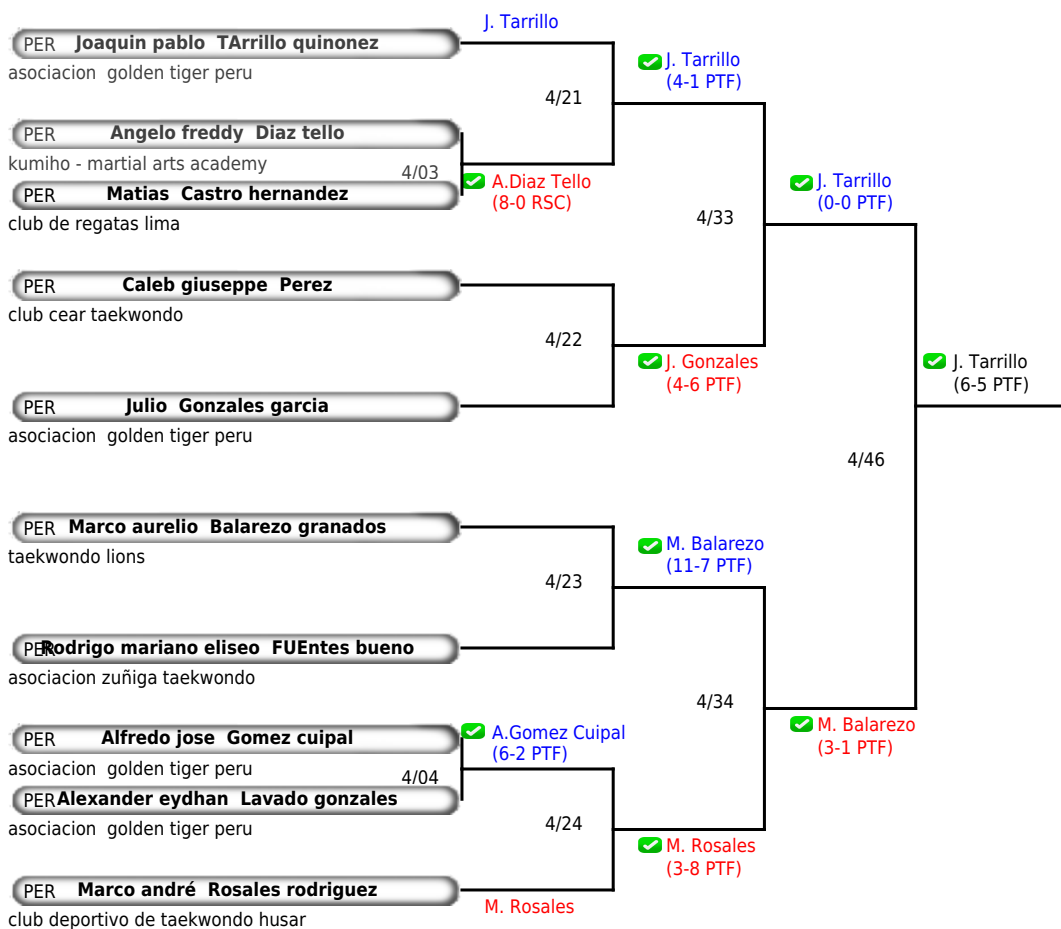 J. Tarrillo
PER Joaquin pablo TArrillo quinonez
asociacion golden tiger peru
J. Tarrillo
(4-1 PTF)
4/21
PER Angelo freddy Diaz tello
kumiho - martial arts academy
4/03
A.Diaz Tello
(8-0 RSC)
PER Matias Castro hernandez
club de regatas lima
J. Tarrillo
(0-0 PTF)
4/33
PER Caleb giuseppe Perez
club cear taekwondo
4/22
J. Gonzales
(4-6 PTF)
J. Tarrillo
(6-5 PTF)
PER Julio Gonzales garcia
asociacion golden tiger peru
4/46
PER Marco aurelio Balarezo granados
taekwondo lions
M. Balarezo
(11-7 PTF)
4/23
PER Rodrigo mariano eliseo FUEntes bueno
asociacion zuñiga taekwondo
4/34
M. Balarezo
(3-1 PTF)
PER Alfredo jose Gomez cuipal
asociacion golden tiger peru
A.Gomez Cuipal
(6-2 PTF)
4/04
PER Alexander eydhan Lavado gonzales
asociacion golden tiger peru
4/24
M. Rosales
(3-8 PTF)
PER Marco andré Rosales rodriguez
club deportivo de taekwondo husar
M. Rosales